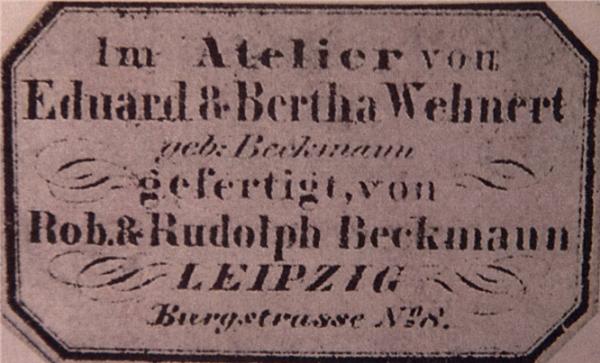 Im Atelier von
Eduard & Bertha Wehnert
geb: Beckmann
gefertigt, von
Rob. & Rudolph Beckmann
LEIPZIG
Burgstrasse Nº 8.